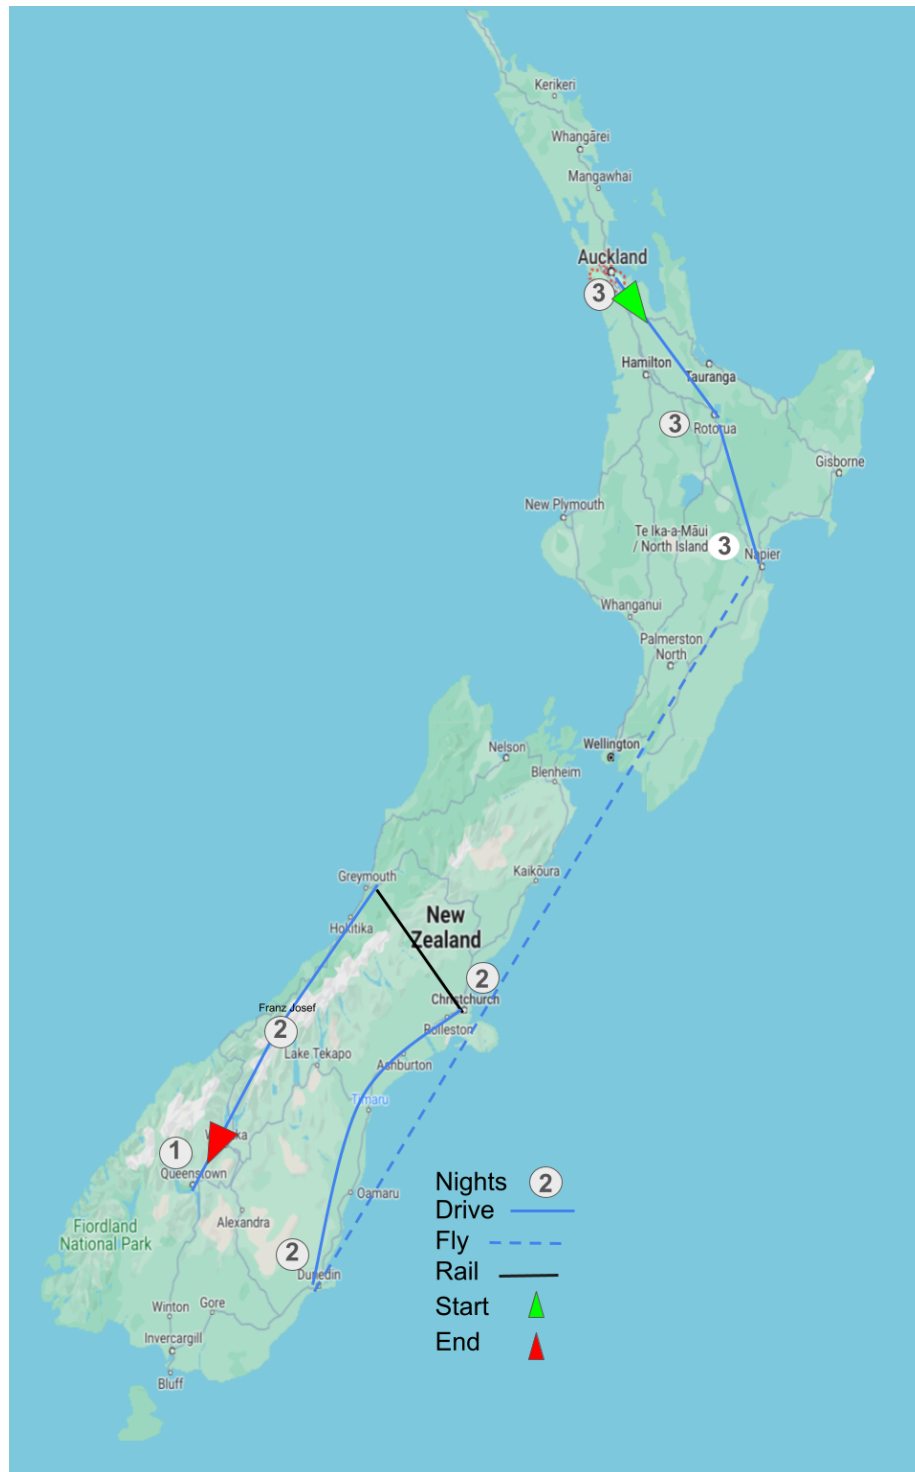 Kerikeri
Whangārei
Mangawhai
Auckland
3
Hamilton
Tauranga
3
Rotorua
Gisborne
New Plymouth
Te Ika-a-Māui
/ North Island
3
Napier
Whanganui
Palmerston
North
Nelson
Wellington
Blenheim
Greymouth
Kaikōura
Hokitika
New
Zealand
2
Christchurch
Franz Josef
Rolleston
2
Lake Tekapo
Ashburton
Timaru
1
Queenstown
Oamaru
Alexandra
Fiordland
National Park
2
Dunedin
Winton
Gore
Invercargill
Bluff
Nights 2
Drive
Fly
Rail
Start
End